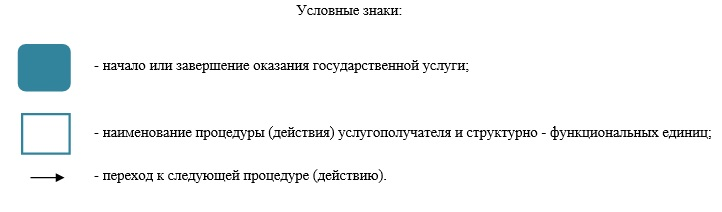 Условные знаки:
- начало или завершение оказания государственной услуги;
- наименование процедуры (действия) услугополучателя и структурно - функциональных единиц;
- переход к следующей процедуре (действию).